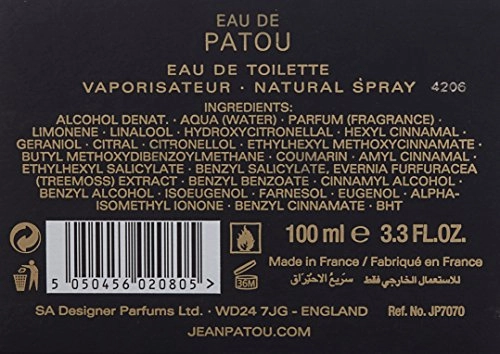 EAU DE
PATOU
EAU DE TOILETTE
VAPORISATEUR - NATURAL SPRAY 4206
INGREDIENTS:
ALCOHOL DENAT. • AQUA (WATER) • PARFUM (FRAGRANCE) •
LIMONENE • LINALOOL • HYDROXYCITRONELLAL • HEXYL CINNAMAL •
GERANIOL • CITRAL • CITRONELLOL • ETHYLHEXYL METHOXYCINNAMATE •
BUTYL METHOXYDIBENZOYLMETHANE • COUMARIN • AMYL CINNAMAL •
ETHYLHEXYL SALICYLATE • BENZYL SALICYLATE, EVERNIA FURFURACEA
(TREEMOSS) EXTRACT • BENZYL BENZOATE • CINNAMYL ALCOHOL •
BENZYL ALCOHOL • ISOEUGENOL • FARNESOL • EUGENOL • ALPHA-
ISOMETHYL IONONE • BENZYL CINNAMATE • BHT
100 ml e 3.3 FL.OZ.
Made in France / Fabriqué en France
سريع الاحتراق للاستعمال الخارجي فقط
5 050456 020805 >
36M
SA Designer Parfums Ltd. - WD24 7JG - ENGLAND Ref. No. JP7070
JEANPATOU.COM